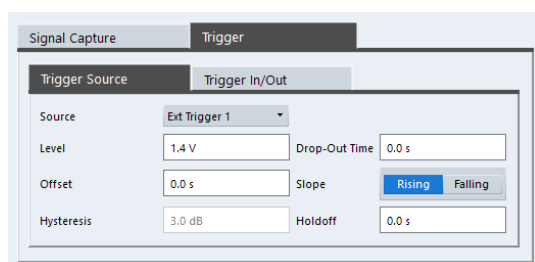 Signal Capture Trigger
Trigger Source Trigger In/Out
Source Ext Trigger 1
Level 1.4 V Drop-Out Time 0.0 s
Offset 0.0 s Slope Rising Falling
Hysteresis 3.0 dB Holdoff 0.0 s